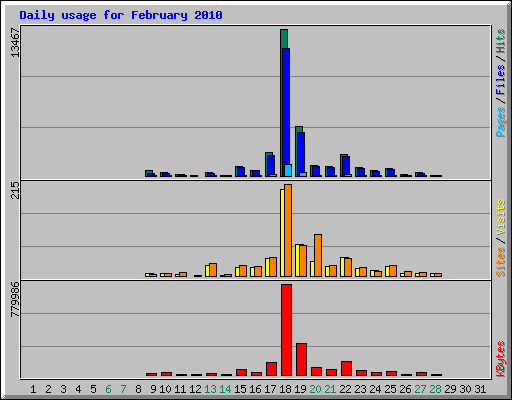 Daily usage for February 2010
13467
Pages / Files / Hits
215
Sites / Visits
779986
KBytes
1 2 3 4 5 6 7 8 9 10 11 12 13 14 15 16 17 18 19 20 21 22 23 24 25 26 27 28 29 30 31